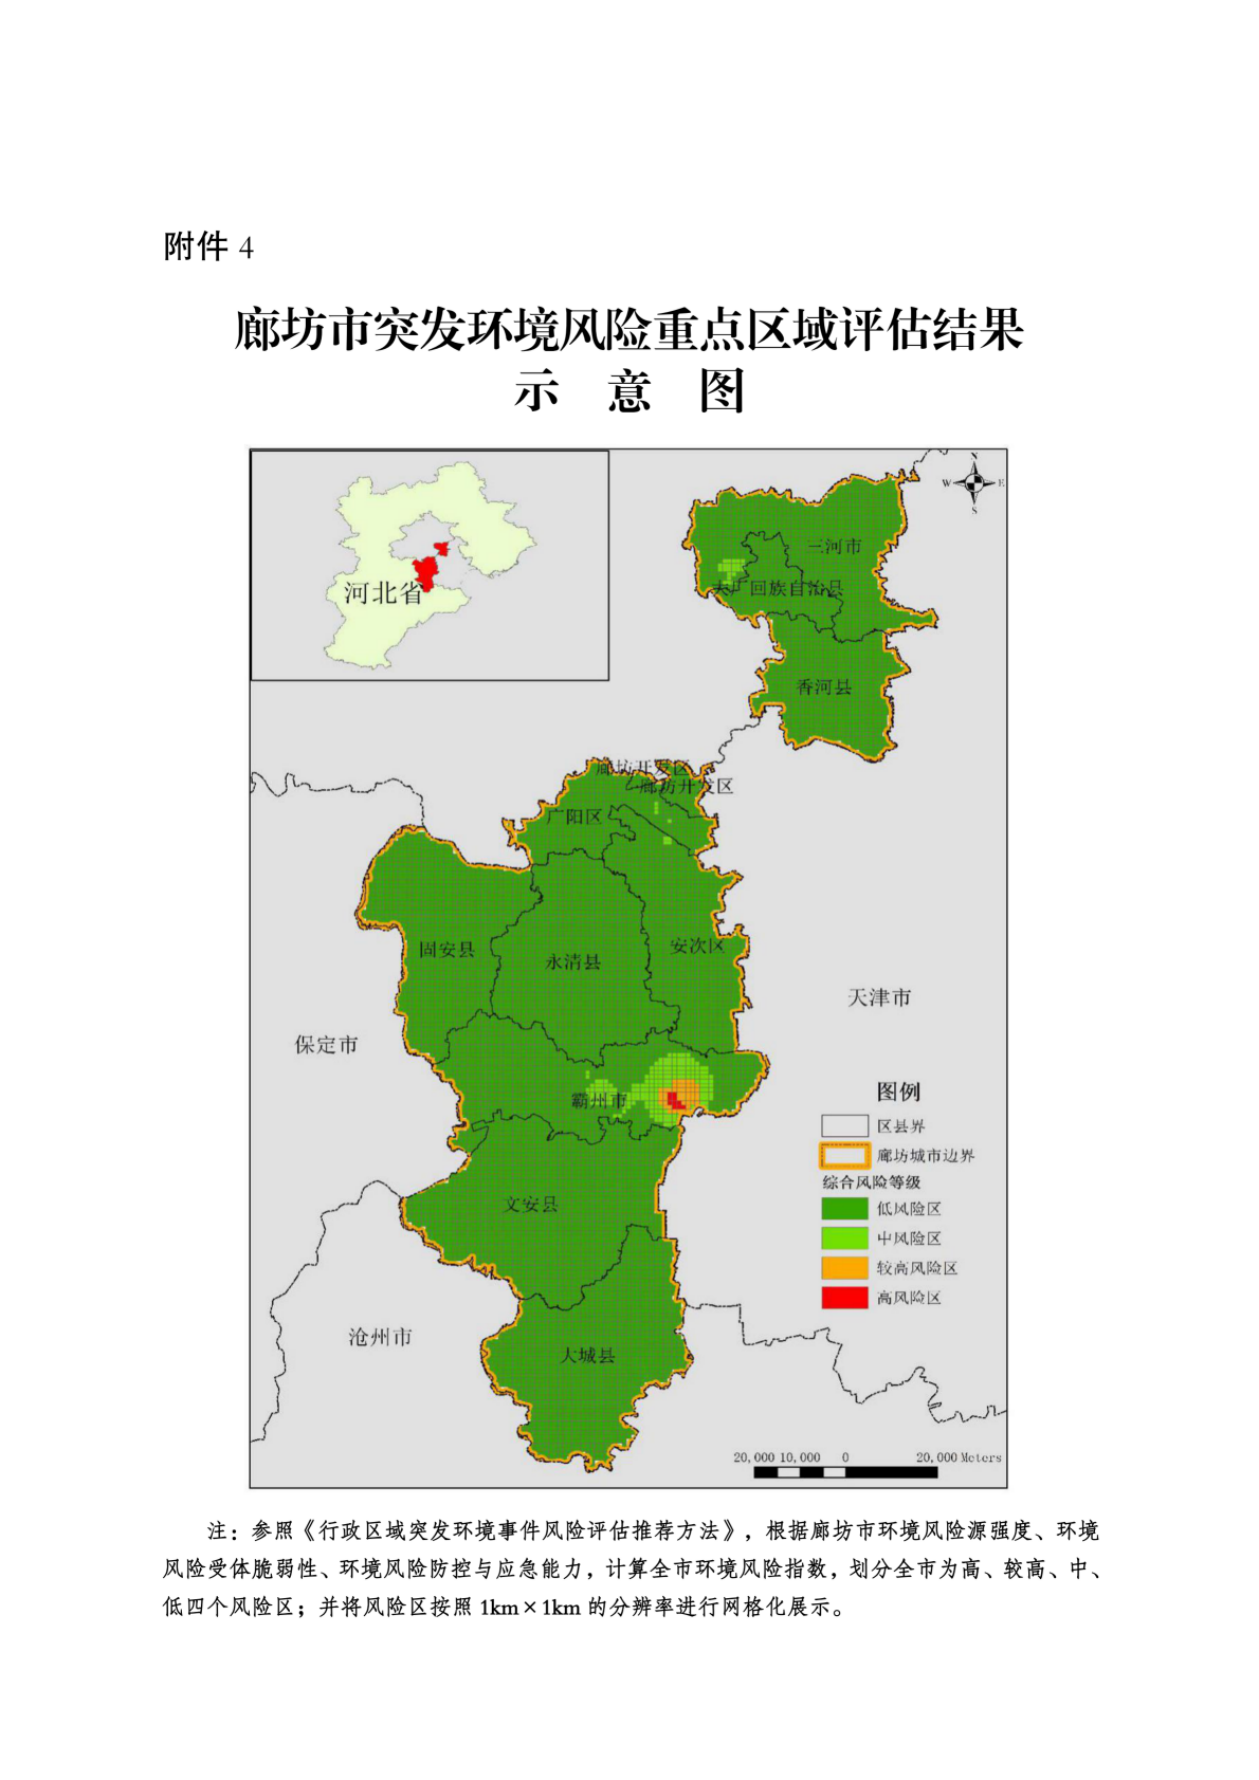 附件 4
廊坊市突发环境风险重点区域评估结果
示 意 图
N
W
E
S
河北省
三河市
大厂回族自治县
香河县
廊坊开发区
廊坊开发区
广阳区
固安县
永清县
安次区
天津市
保定市
霸州市
文安县
沧州市
大城县
图例
区县界
廊坊城市边界
综合风险等级
低风险区
中风险区
较高风险区
高风险区
20,000 10,000 0 20,000 Meters
注：参照《行政区域突发环境事件风险评估推荐方法》，根据廊坊市环境风险源强度、环境
风险受体脆弱性、环境风险防控与应急能力，计算全市环境风险指数，划分全市为高、较高、中、
低四个风险区；并将风险区按照 1km×1km 的分辨率进行网格化展示。